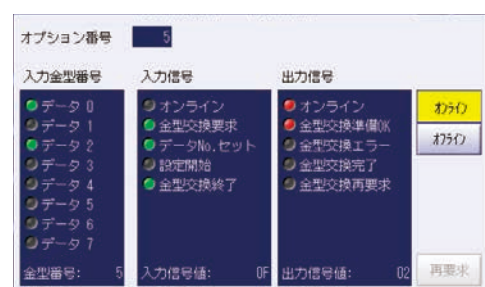 オプション番号 5
入力金型番号
データ 0
データ 1
データ 2
データ 3
データ 4
データ 5
データ 6
データ 7
金型番号: 5
入力信号
オンライン
金型交換要求
データNo.セット
設定開始
金型交換終了
入力信号値: 0F
出力信号
オンライン
金型交換準備OK
金型交換エラー
金型交換完了
金型交換再要求
出力信号値: 02
オンライン
オフライン
再要求